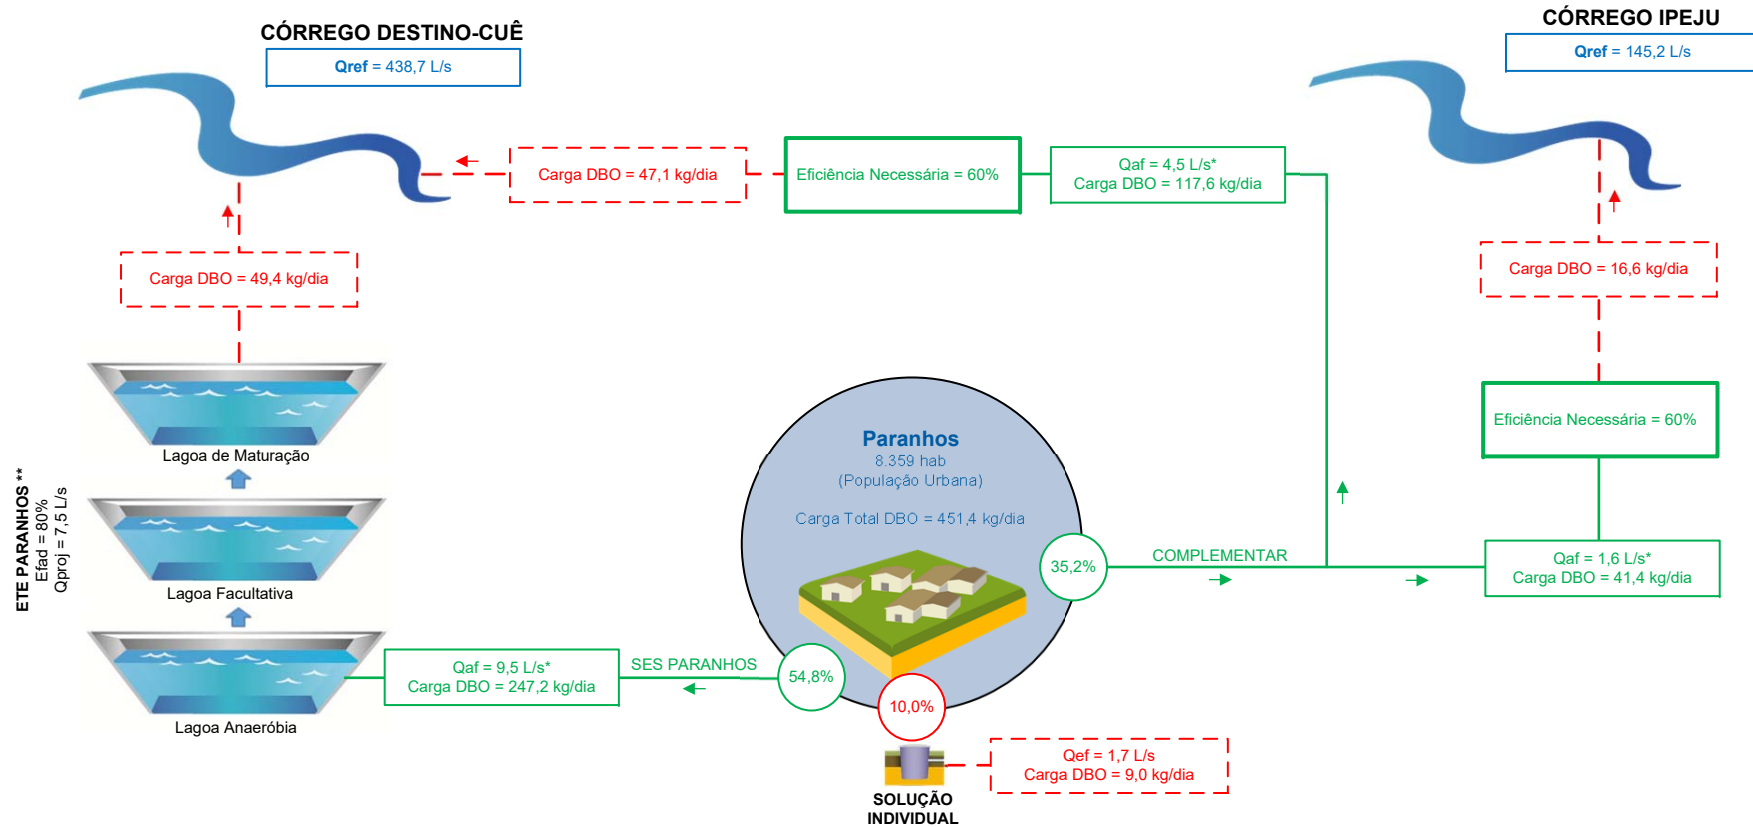 CÓRREGO DESTINO-CUÊ
Qref = 438,7 L/s
CÓRREGO IPEJU
Qref = 145,2 L/s
Carga DBO = 47,1 kg/dia
Eficiência Necessária = 60%
Qaf = 4,5 L/s*
Carga DBO = 117,6 kg/dia
Carga DBO = 49,4 kg/dia
Carga DBO = 16,6 kg/dia
Lagoa de Maturação
Eficiência Necessária = 60%
Paranhos
8.359 hab
(População Urbana)
Carga Total DBO = 451,4 kg/dia
ETE PARANHOS **
Efad = 80%
Qproj = 7,5 L/s
Lagoa Facultativa
35,2%
COMPLEMENTAR
Qaf = 1,6 L/s*
Carga DBO = 41,4 kg/dia
Qaf = 9,5 L/s*
Carga DBO = 247,2 kg/dia
SES PARANHOS
54,8%
10,0%
Lagoa Anaeróbia
Qef = 1,7 L/s
Carga DBO = 9,0 kg/dia
SOLUÇÃO
INDIVIDUAL